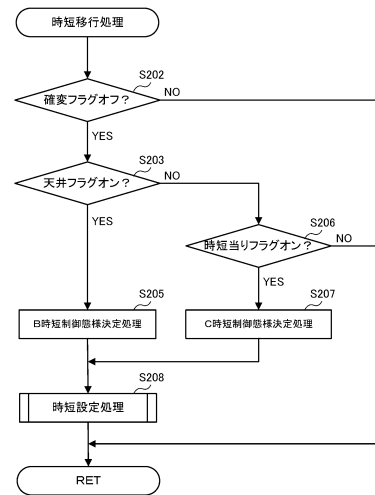 時短移行処理
S202
確変フラグオフ？
NO
YES
S203
天井フラグオン？
NO
YES
S206
時短当りフラグオン？
NO
YES
S205
B時短制御態様決定処理
S207
C時短制御態様決定処理
S208
時短設定処理
RET